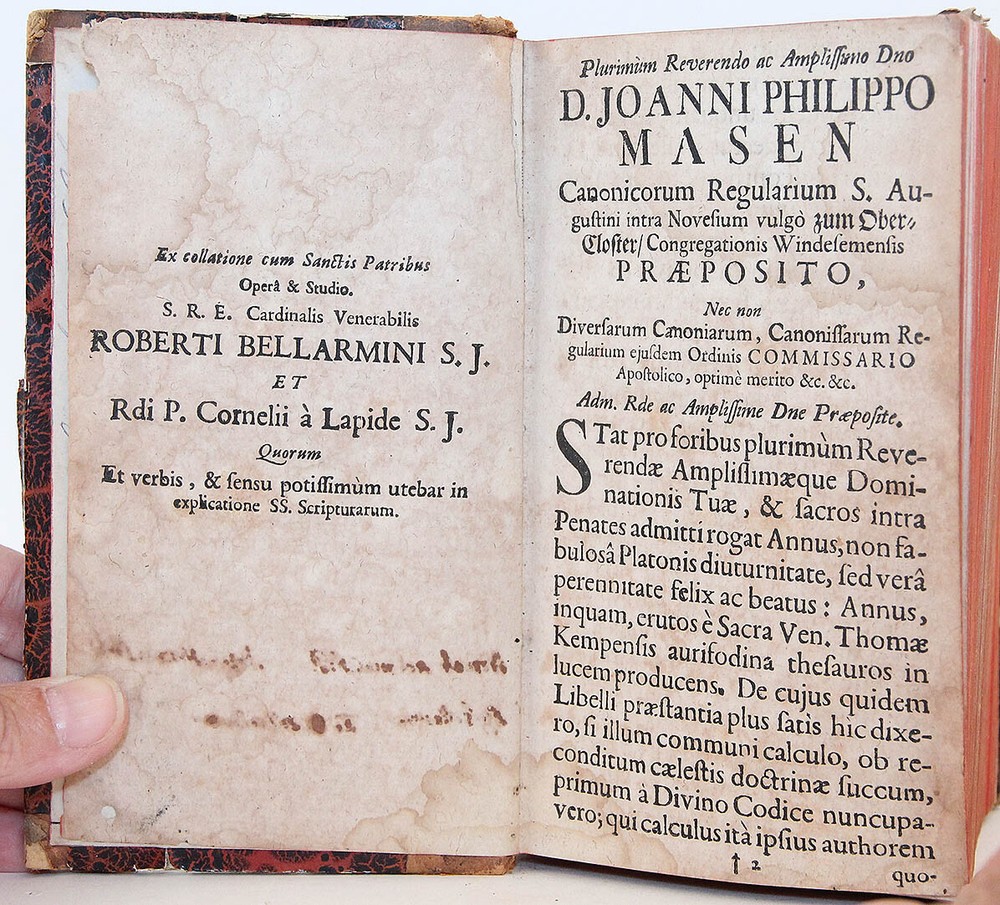 Ex collatione cum Sanctis Patribus
Operâ & Studio.
S. R. E. Cardinalis Venerabilis
ROBERTI BELLARMINI S. J.
ET
Rdi P. Cornelii à Lapide S. J.
Quorum
Et verbis, & ſenſu potiſſimùm utebar in
explicatione SS. Scripturarum.
Plurimùm Reverendo ac Ampliſſimo Dno
D. JOANNI PHILIPPO
MASEN
Canonicorum Regularium S. Au-
guſtini intra Noveſium vulgò zum Ober-
Cloſter/ Congregationis Windeſemenſis
PRÆPOSITO,
Nec non
Diverſarum Canoniarum, Canoniſſarum Re-
gularium ejuſdem Ordinis COMMISSARIO
Apoſtolico, optimè merito &c. &c.
Adm. Rde ac Ampliſſime Dne Præpoſite.
STat pro foribus plurimùm Reve-
rendæ Ampliſſimæque Domi-
nationis Tuæ, & ſacros intra
Penates admitti rogat Annus, non fa-
bulosâ Platonis diuturnitate, ſed verâ
perennitate felix ac beatus: Annus,
inquam, erutos è Sacra Ven. Thomæ
Kempenſis aurifodina theſauros in
lucem producens. De cujus quidem
Libelli præſtantia plus ſatis hîc dixe-
ro, ſi illum communi calculo, ob re-
conditum cæleſtis doctrinæ ſuccum,
primum à Divino Codice nuncupa-
vero; qui calculus ità ipſius authorem
† 2
quo-